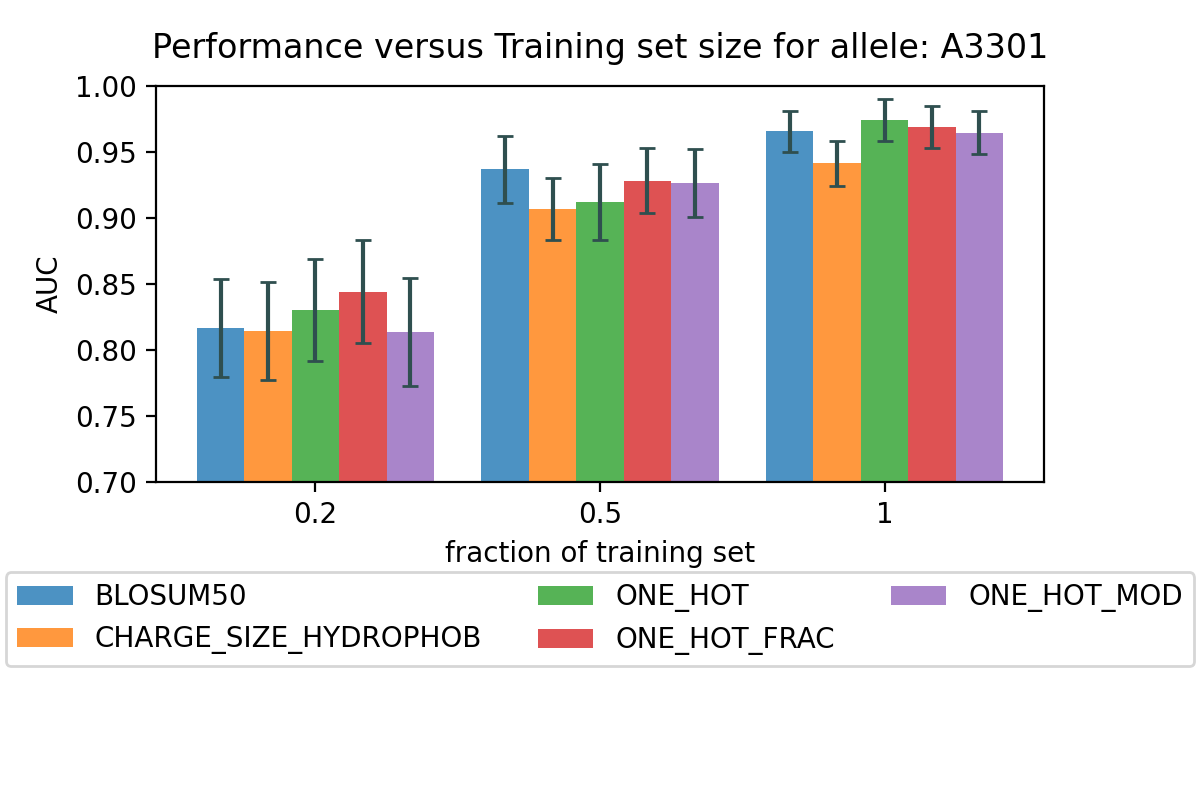 Performance versus Training set size for allele: A3301
1.00
0.95
0.90
0.85
0.80
0.75
0.70
AUC
0.2 0.5 1
fraction of training set
BLOSUM50 ONE_HOT ONE_HOT_MOD
CHARGE_SIZE_HYDROPHOB ONE_HOT_FRAC